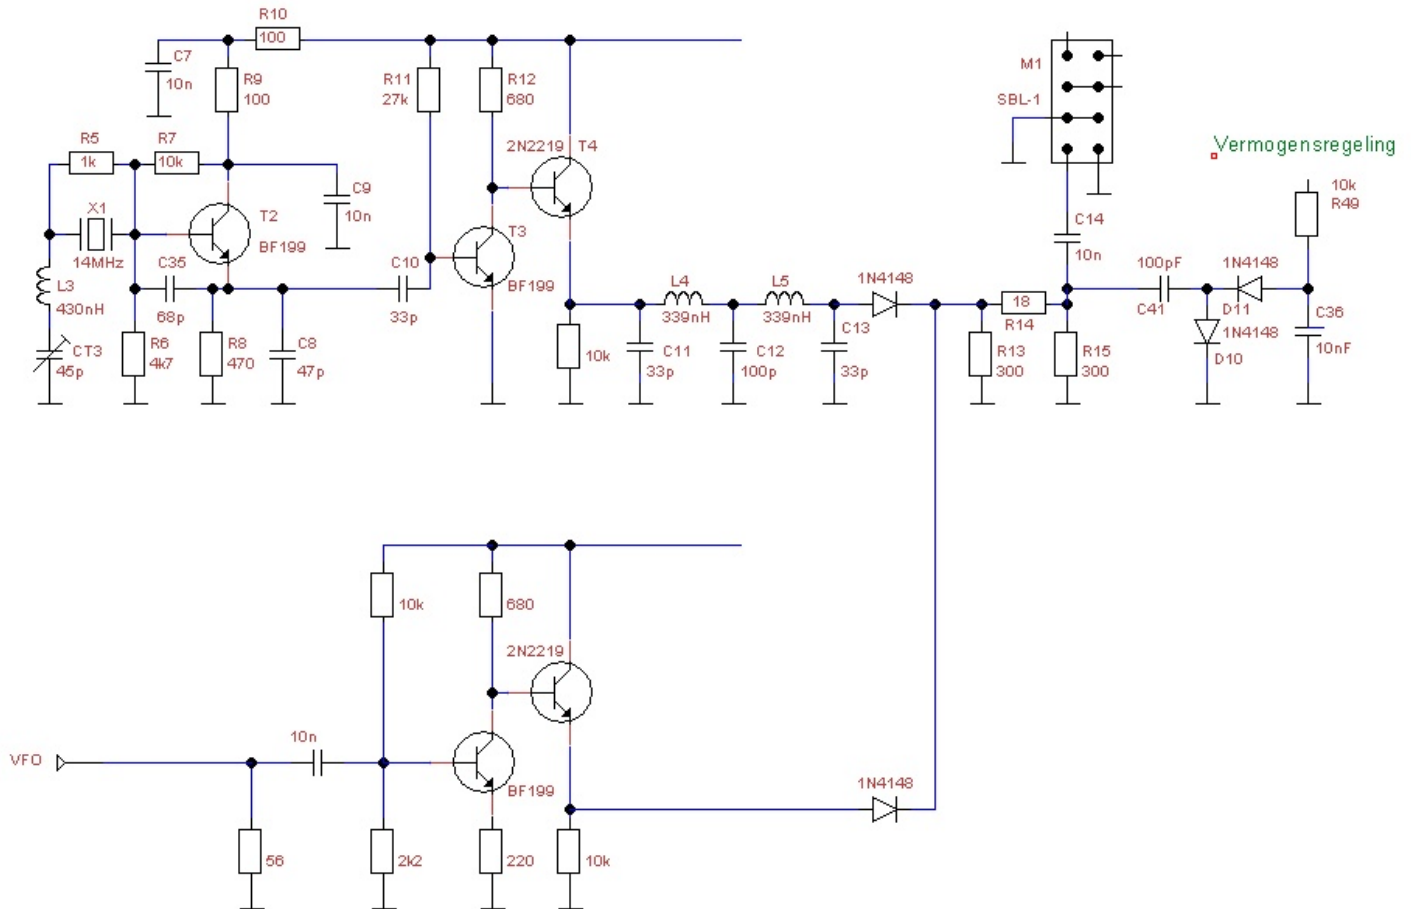 R10
100
C7
10n
R9
100
R11
27k
R12
680
M1
SBL-1
Vermogensregeling
R5
1k
R7
10k
2N2219
T4
C9
10n
10k
R49
X1
14MHz
T2
BF199
T3
BF199
C14
10n
L3
430nH
C35
68p
C10
33p
L4
339nH
L5
339nH
1N4148
100pF
C41
1N4148
D11
1N4148
D10
C36
10nF
CT3
45p
R6
4k7
R8
470
C8
47p
10k
C11
33p
C12
100p
C13
33p
18
R14
R13
300
R15
300
10k
680
2N2219
10n
VFO
BF199
1N4148
56
2k2
220
10k